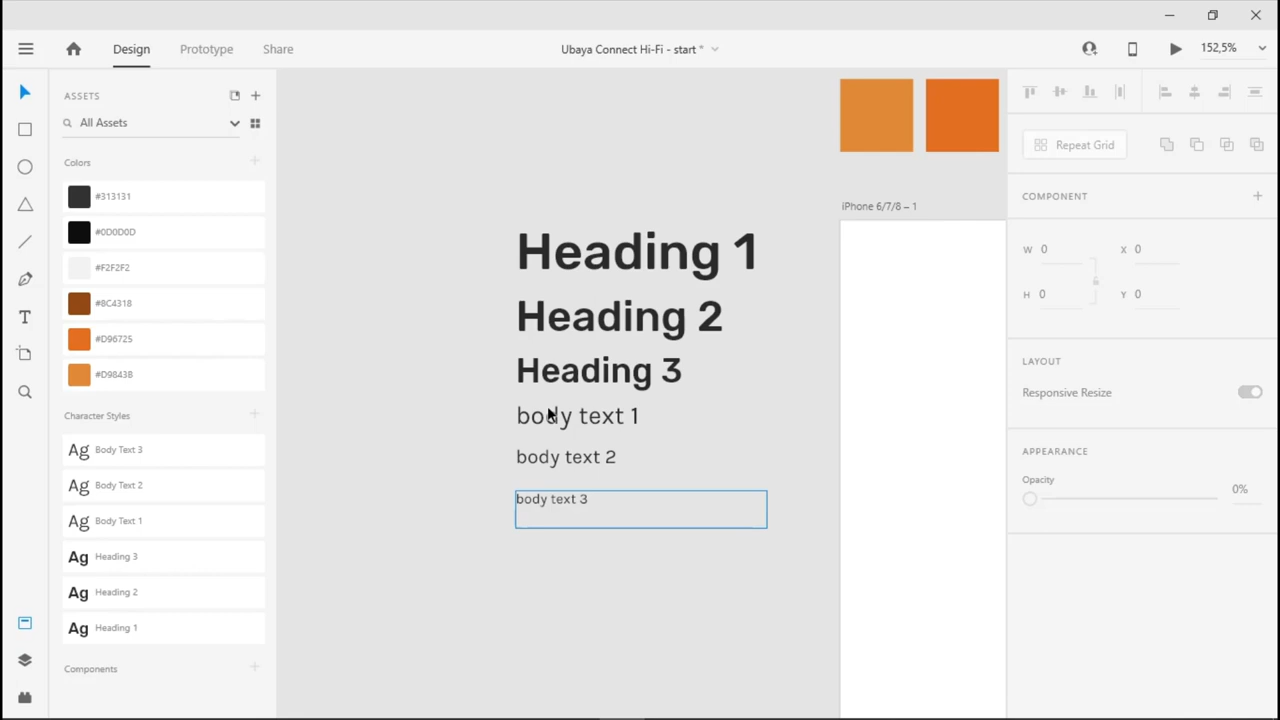 Design
Prototype
Share
Ubaya Connect Hi-Fi - start *
152,5%
ASSETS
All Assets
Colors
#313131
#0D0D0D
#F2F2F2
#8C4318
#D96725
#D9843B
Character Styles
Ag Body Text 3
Ag Body Text 2
Ag Body Text 1
Ag Heading 3
Ag Heading 2
Ag Heading 1
Components
Heading 1
Heading 2
Heading 3
body text 1
body text 2
body text 3
iPhone 6/7/8 – 1
Repeat Grid
COMPONENT
W 0 X 0
H 0 Y 0
LAYOUT
Responsive Resize
APPEARANCE
Opacity
0%